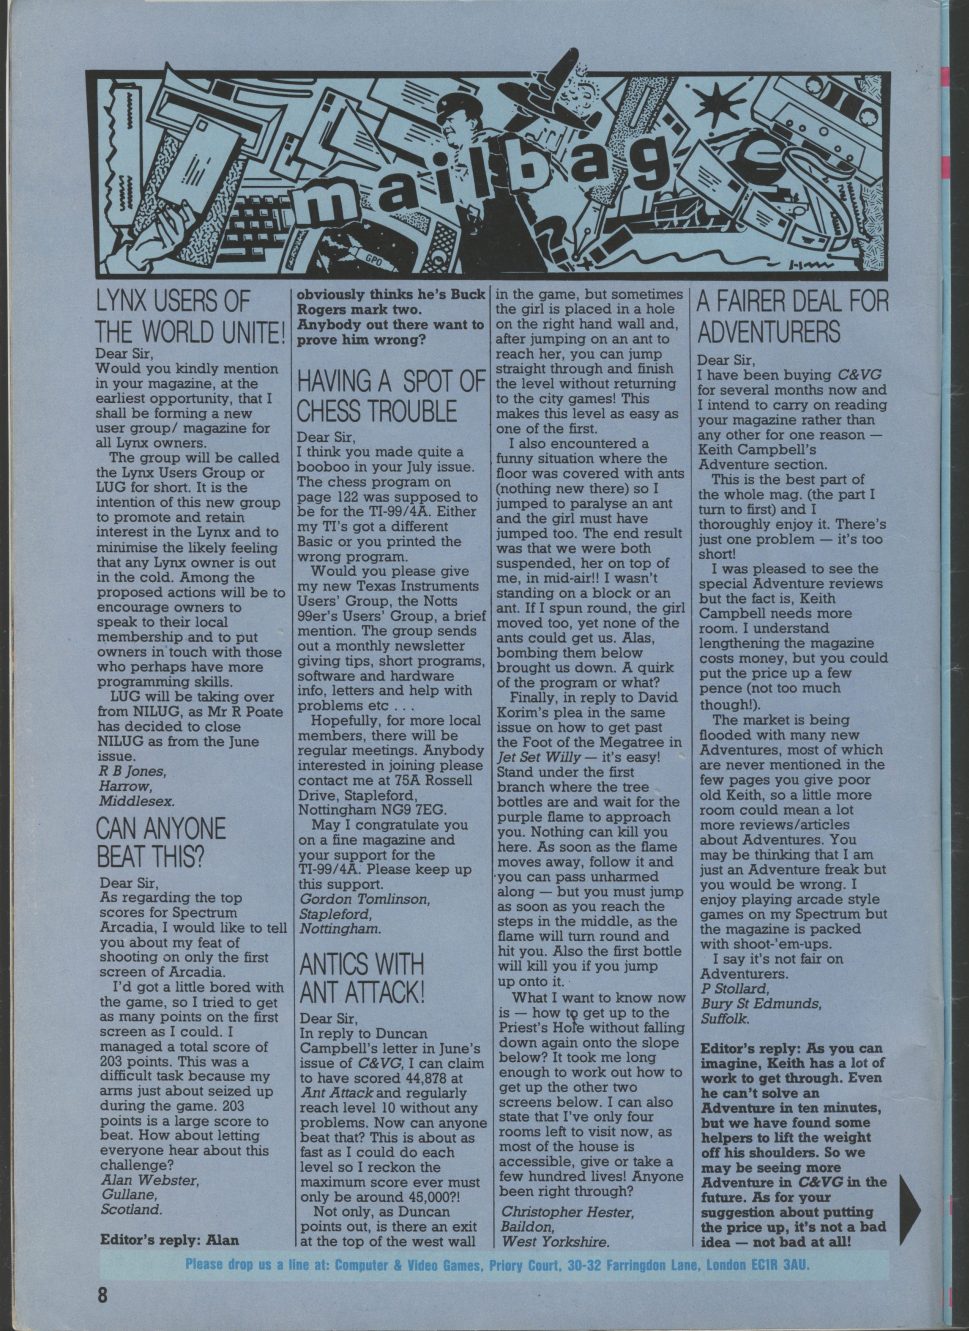 mailbag
GPO
LYNX USERS OF
THE WORLD UNITE!
Dear Sir,
Would you kindly mention
in your magazine, at the
earliest opportunity, that I
shall be forming a new
user group/ magazine for
all Lynx owners.
The group will be called
the Lynx Users Group or
LUG for short. It is the
intention of this new group
to promote and retain
interest in the Lynx and to
minimise the likely feeling
that any Lynx owner is out
in the cold. Among the
proposed actions will be to
encourage owners to
speak to their local
membership and to put
owners in touch with those
who perhaps have more
programming skills.
LUG will be taking over
from NILUG, as Mr R Poate
has decided to close
NILUG as from the June
issue.
R B Jones,
Harrow,
Middlesex.
CAN ANYONE
BEAT THIS?
Dear Sir,
As regarding the top
scores for Spectrum
Arcadia, I would like to tell
you about my feat of
shooting on only the first
screen of Arcadia.
I'd got a little bored with
the game, so I tried to get
as many points on the first
screen as I could. I
managed a total score of
203 points. This was a
difficult task because my
arms just about seized up
during the game. 203
points is a large score to
beat. How about letting
everyone hear about this
challenge?
Alan Webster,
Gullane,
Scotland.
Editor's reply: Alan
obviously thinks he's Buck
Rogers mark two.
Anybody out there want to
prove him wrong?
HAVING A SPOT OF
CHESS TROUBLE
Dear Sir,
I think you made quite a
booboo in your July issue.
The chess program on
page 122 was supposed to
be for the TI-99/4A. Either
my TI's got a different
Basic or you printed the
wrong program.
Would you please give
my new Texas Instruments
Users' Group, the Notts
99er's Users' Group, a brief
mention. The group sends
out a monthly newsletter
giving tips, short programs,
software and hardware
info, letters and help with
problems etc . . .
Hopefully, for more local
members, there will be
regular meetings. Anybody
interested in joining please
contact me at 75A Rossell
Drive, Stapleford,
Nottingham NG9 7EG.
May I congratulate you
on a fine magazine and
your support for the
TI-99/4A. Please keep up
this support.
Gordon Tomlinson,
Stapleford,
Nottingham.
ANTICS WITH
ANT ATTACK!
Dear Sir,
In reply to Duncan
Campbell's letter in June's
issue of C&VG, I can claim
to have scored 44,878 at
Ant Attack and regularly
reach level 10 without any
problems. Now can anyone
beat that? This is about as
fast as I could do each
level so I reckon the
maximum score ever must
only be around 45,000?!
Not only, as Duncan
points out, is there an exit
at the top of the west wall
in the game, but sometimes
the girl is placed in a hole
on the right hand wall and,
after jumping on an ant to
reach her, you can jump
straight through and finish
the level without returning
to the city games! This
makes this level as easy as
one of the first.
I also encountered a
funny situation where the
floor was covered with ants
(nothing new there) so I
jumped to paralyse an ant
and the girl must have
jumped too. The end result
was that we were both
suspended, her on top of
me, in mid-air!! I wasn't
standing on a block or an
ant. If I spun round, the girl
moved too, yet none of the
ants could get us. Alas,
bombing them below
brought us down. A quirk
of the program or what?
Finally, in reply to David
Korim's plea in the same
issue on how to get past
the Foot of the Megatree in
Jet Set Willy — it's easy!
Stand under the first
branch where the tree
bottles are and wait for the
purple flame to approach
you. Nothing can kill you
here. As soon as the flame
moves away, follow it and
you can pass unharmed
along — but you must jump
as soon as you reach the
steps in the middle, as the
flame will turn round and
hit you. Also the first bottle
will kill you if you jump
up onto it.
What I want to know now
is — how to get up to the
Priest's Hole without falling
down again onto the slope
below? It took me long
enough to work out how to
get up the other two
screens below. I can also
state that I've only four
rooms left to visit now, as
most of the house is
accessible, give or take a
few hundred lives! Anyone
been right through?
Christopher Hester,
Baildon,
West Yorkshire.
A FAIRER DEAL FOR
ADVENTURERS
Dear Sir,
I have been buying C&VG
for several months now and
I intend to carry on reading
your magazine rather than
any other for one reason —
Keith Campbell's
Adventure section.
This is the best part of
the whole mag. (the part I
turn to first) and I
thoroughly enjoy it. There's
just one problem — it's too
short!
I was pleased to see the
special Adventure reviews
but the fact is, Keith
Campbell needs more
room. I understand
lengthening the magazine
costs money, but you could
put the price up a few
pence (not too much
though!).
The market is being
flooded with many new
Adventures, most of which
are never mentioned in the
few pages you give poor
old Keith, so a little more
room could mean a lot
more reviews/articles
about Adventures. You
may be thinking that I am
just an Adventure freak but
you would be wrong. I
enjoy playing arcade style
games on my Spectrum but
the magazine is packed
with shoot-'em-ups.
I say it's not fair on
Adventurers.
P Stollard,
Bury St Edmunds,
Suffolk.
Editor's reply: As you can
imagine, Keith has a lot of
work to get through. Even
he can't solve an
Adventure in ten minutes,
but we have found some
helpers to lift the weight
off his shoulders. So we
may be seeing more
Adventure in C&VG in the
future. As for your
suggestion about putting
the price up, it's not a bad
idea — not bad at all!
Please drop us a line at: Computer & Video Games, Priory Court, 30-32 Farringdon Lane, London EC1R 3AU.
8